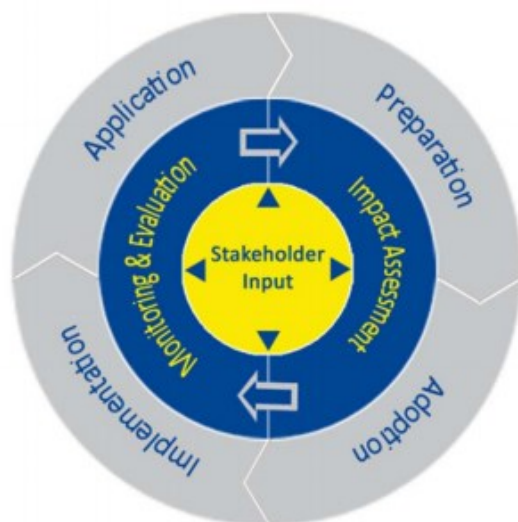 Application
Preparation
Monitoring & Evaluation
Impact Assessment
Stakeholder
Input
Implementation
Adoption